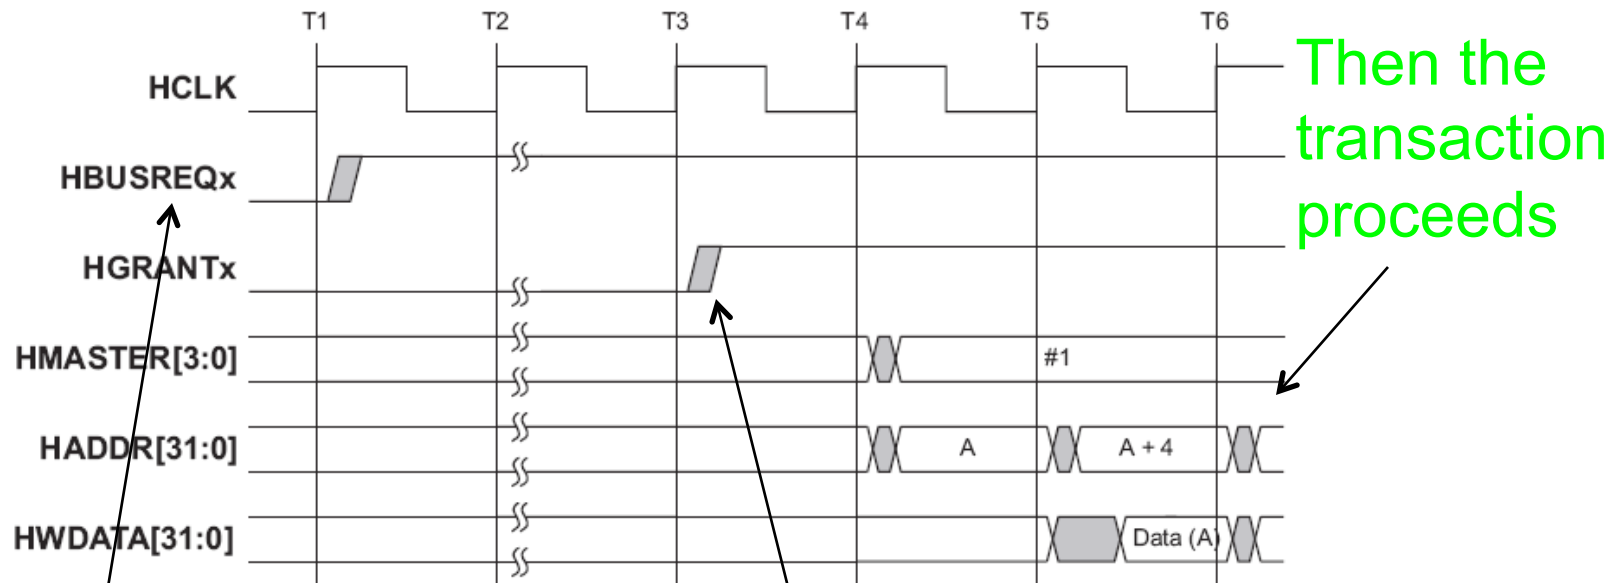 T1 T2 T3 T4 T5 T6
Then the
transaction
proceeds
HCLK
HBUSREQx
HGRANTx
HMASTER[3:0] #1
HADDR[31:0] A A + 4
HWDATA[31:0] Data (A)